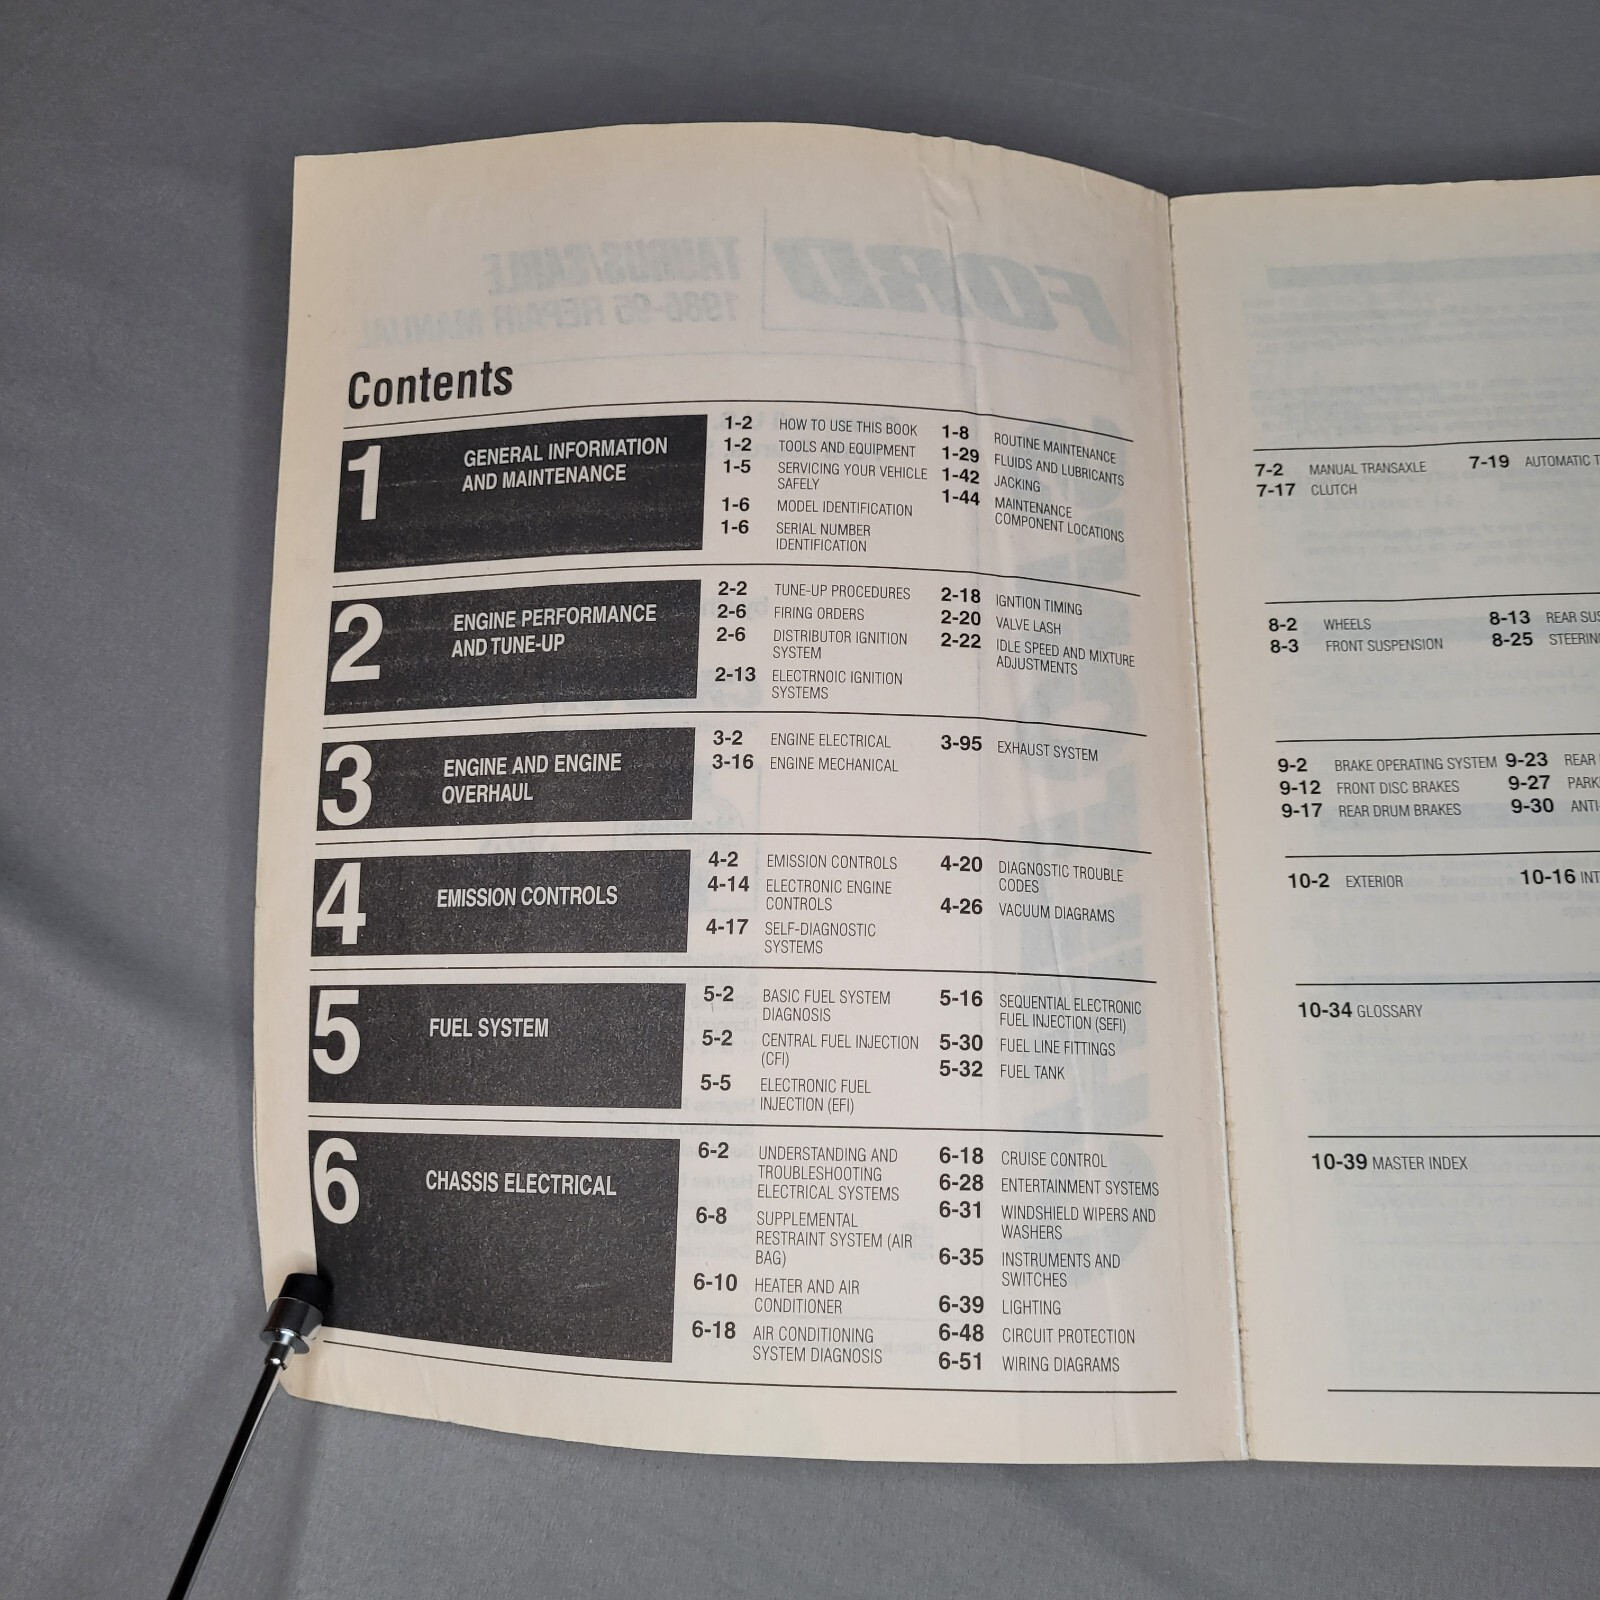 FORD
TAURUS/SABLE
1986-95 REPAIR MANUAL
Contents
1
GENERAL INFORMATION
AND MAINTENANCE
1-2 HOW TO USE THIS BOOK
1-2 TOOLS AND EQUIPMENT
1-5 SERVICING YOUR VEHICLE
SAFELY
1-6 MODEL IDENTIFICATION
1-6 SERIAL NUMBER
IDENTIFICATION
1-8 ROUTINE MAINTENANCE
1-29 FLUIDS AND LUBRICANTS
1-42 JACKING
1-44 MAINTENANCE
COMPONENT LOCATIONS
2
ENGINE PERFORMANCE
AND TUNE-UP
2-2 TUNE-UP PROCEDURES
2-6 FIRING ORDERS
2-6 DISTRIBUTOR IGNITION
SYSTEM
2-13 ELECTRNOIC IGNITION
SYSTEMS
2-18 IGNTION TIMING
2-20 VALVE LASH
2-22 IDLE SPEED AND MIXTURE
ADJUSTMENTS
3
ENGINE AND ENGINE
OVERHAUL
3-2 ENGINE ELECTRICAL
3-16 ENGINE MECHANICAL
3-95 EXHAUST SYSTEM
4
EMISSION CONTROLS
4-2 EMISSION CONTROLS
4-14 ELECTRONIC ENGINE
CONTROLS
4-17 SELF-DIAGNOSTIC
SYSTEMS
4-20 DIAGNOSTIC TROUBLE
CODES
4-26 VACUUM DIAGRAMS
5
FUEL SYSTEM
5-2 BASIC FUEL SYSTEM
DIAGNOSIS
5-2 CENTRAL FUEL INJECTION
(CFI)
5-5 ELECTRONIC FUEL
INJECTION (EFI)
5-16 SEQUENTIAL ELECTRONIC
FUEL INJECTION (SEFI)
5-30 FUEL LINE FITTINGS
5-32 FUEL TANK
6
CHASSIS ELECTRICAL
6-2 UNDERSTANDING AND
TROUBLESHOOTING
ELECTRICAL SYSTEMS
6-8 SUPPLEMENTAL
RESTRAINT SYSTEM (AIR
BAG)
6-10 HEATER AND AIR
CONDITIONER
6-18 AIR CONDITIONING
SYSTEM DIAGNOSIS
6-18 CRUISE CONTROL
6-28 ENTERTAINMENT SYSTEMS
6-31 WINDSHIELD WIPERS AND
WASHERS
6-35 INSTRUMENTS AND
SWITCHES
6-39 LIGHTING
6-48 CIRCUIT PROTECTION
6-51 WIRING DIAGRAMS
7-2 MANUAL TRANSAXLE
7-17 CLUTCH
7-19 AUTOMATIC T
8-2 WHEELS
8-3 FRONT SUSPENSION
8-13 REAR SUS
8-25 STEERIN
9-2 BRAKE OPERATING SYSTEM
9-12 FRONT DISC BRAKES
9-17 REAR DRUM BRAKES
9-23 REAR
9-27 PARK
9-30 ANTI-
10-2 EXTERIOR
10-16 INT
10-34 GLOSSARY
10-39 MASTER INDEX